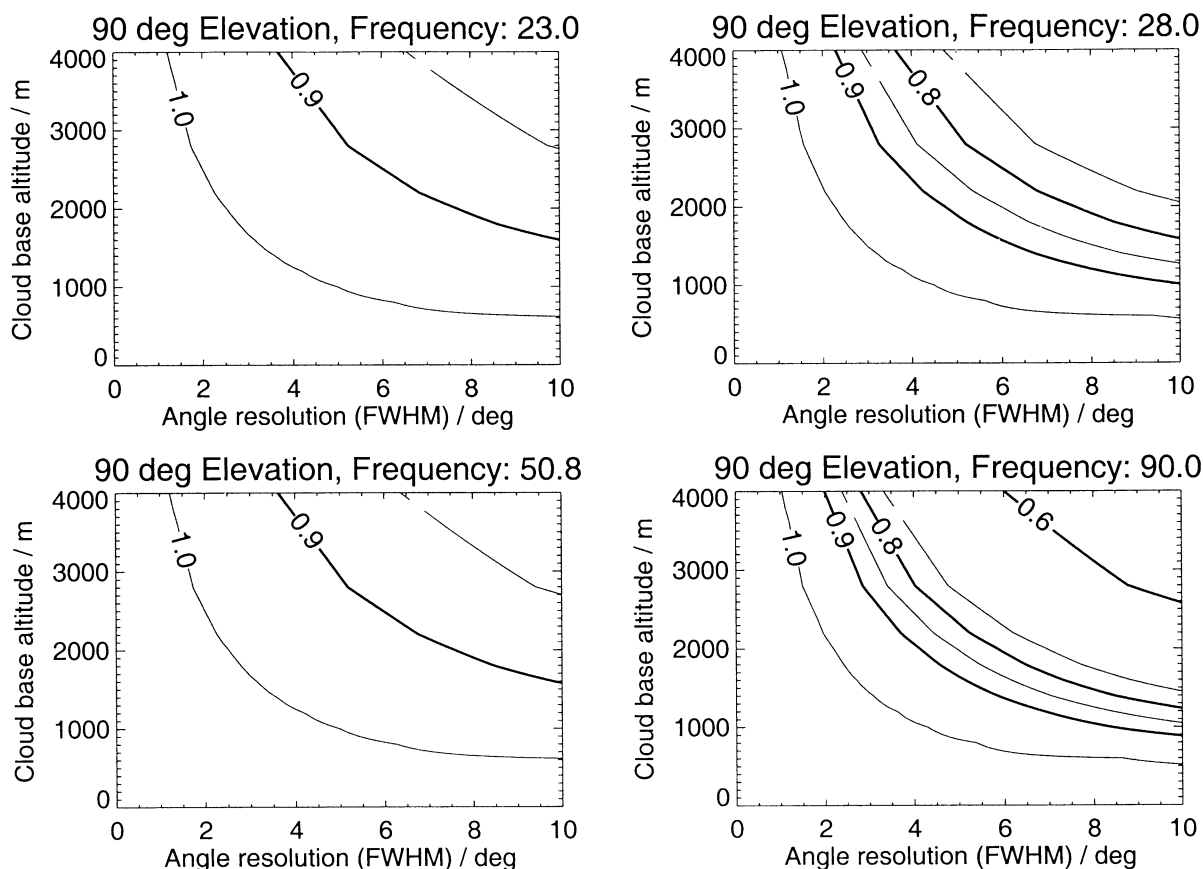 90 deg Elevation, Frequency: 23.0
4000
3000
2000
1000
0
Cloud base altitude / m
1.0
0.9
0 2 4 6 8 10
Angle resolution (FWHM) / deg
90 deg Elevation, Frequency: 28.0
4000
3000
2000
1000
0
Cloud base altitude / m
1.0
0.9
0.8
0 2 4 6 8 10
Angle resolution (FWHM) / deg
90 deg Elevation, Frequency: 50.8
4000
3000
2000
1000
0
Cloud base altitude / m
1.0
0.9
0 2 4 6 8 10
Angle resolution (FWHM) / deg
90 deg Elevation, Frequency: 90.0
4000
3000
2000
1000
0
Cloud base altitude / m
1.0
0.9
0.8
0.6
0 2 4 6 8 10
Angle resolution (FWHM) / deg